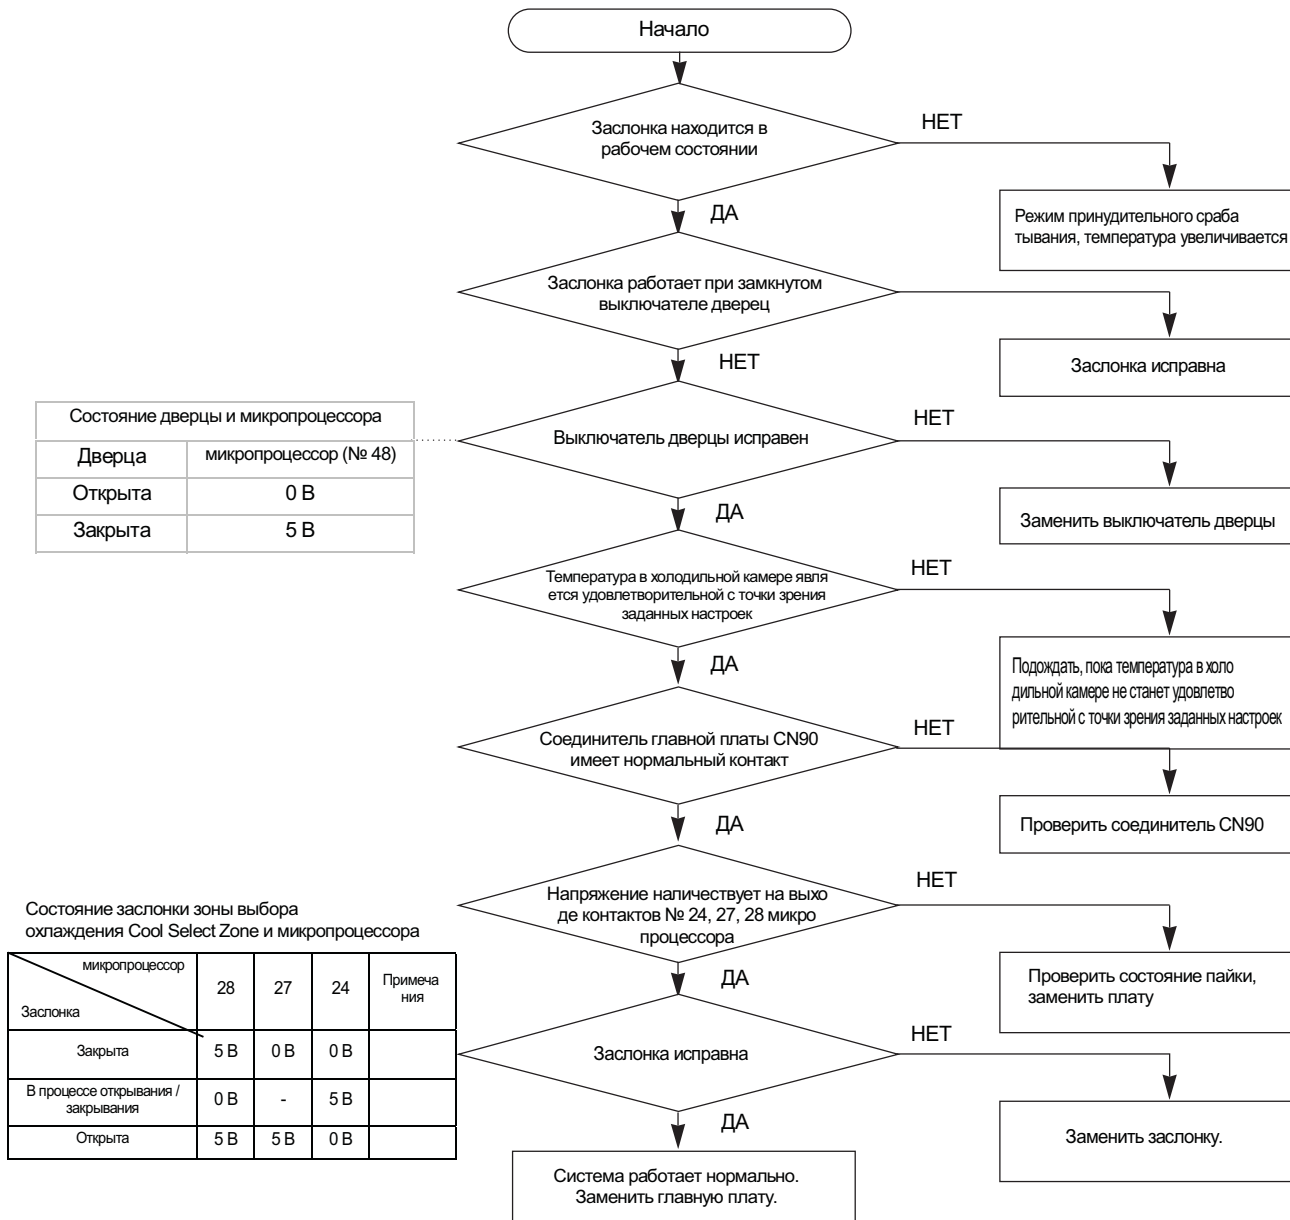 Начало
Заслонка находится в
рабочем состоянии
НЕТ
Режим принудительного сраба
тывания, температура увеличивается
ДА
Заслонка работает при замкнутом
выключателе дверец
Заслонка исправна
НЕТ
Состояние дверцы и микропроцессора
Дверца микропроцессор (№ 48)
Открыта 0 В
Закрыта 5 В
Выключатель дверцы исправен
НЕТ
Заменить выключатель дверцы
ДА
Температура в холодильной камере явля
ется удовлетворительной с точки зрения
заданных настроек
НЕТ
Подождать, пока температура в холо
дильной камере не станет удовлетво
рительной с точки зрения заданных настроек
ДА
Соединитель главной платы CN90
имеет нормальный контакт
НЕТ
Проверить соединитель CN90
ДА
Напряжение наличествует на выхо
де контактов № 24, 27, 28 микро
процессора
НЕТ
Проверить состояние пайки,
заменить плату
ДА
Состояние заслонки зоны выбора
охлаждения Cool Select Zone и микропроцессора
микропроцессор
Заслонка
28 27 24 Примеча
ния
Закрыта 5 В 0 В 0 В
В процессе открывания /
закрывания
0 В - 5 В
Открыта 5 В 5 В 0 В
Заслонка исправна
НЕТ
Заменить заслонку.
ДА
Система работает нормально.
Заменить главную плату.